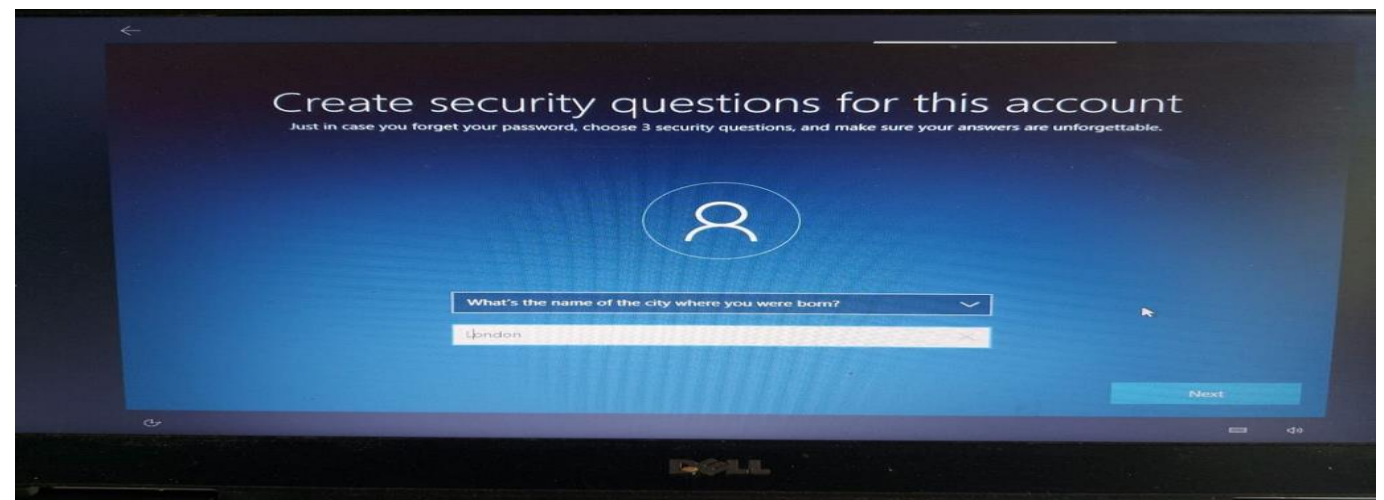 Create security questions for this account
Just in case you forget your password, choose 3 security questions, and make sure your answers are unforgettable.
What's the name of the city where you were born?
London
Next
DELL